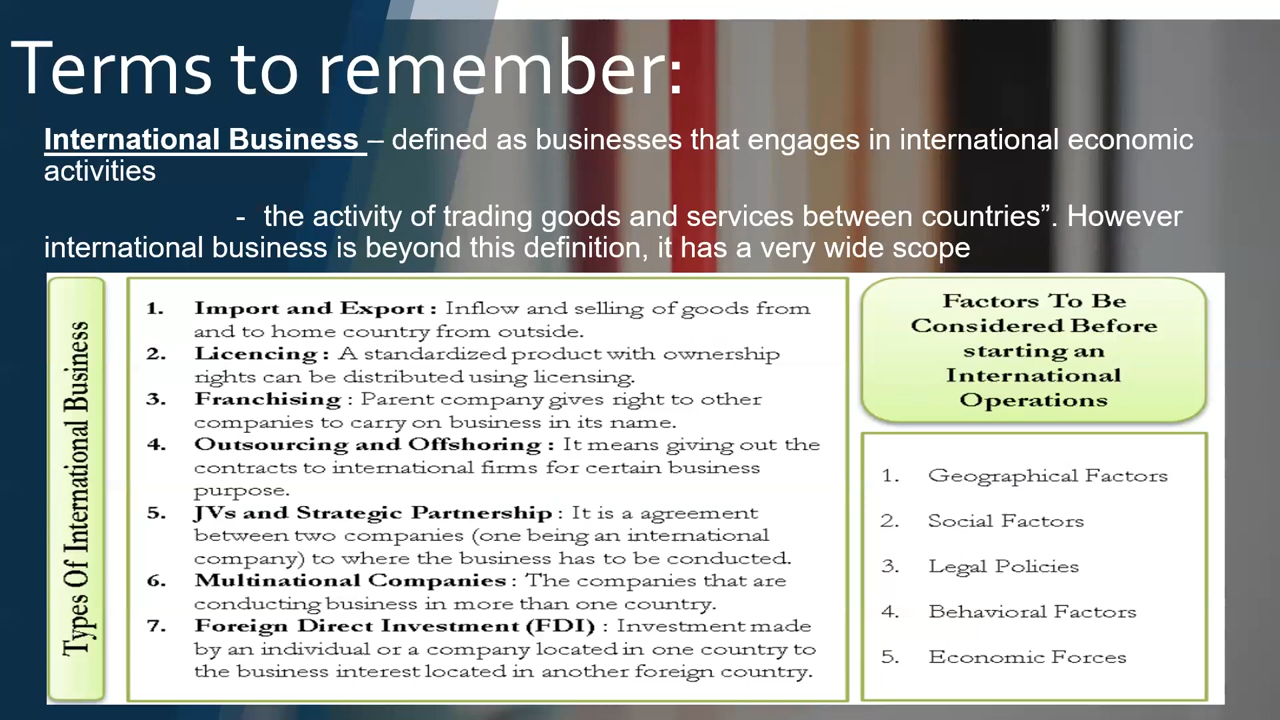 Terms to remember:
International Business – defined as businesses that engages in international economic
activities
- the activity of trading goods and services between countries”. However
international business is beyond this definition, it has a very wide scope
Types Of International Business
1. Import and Export : Inflow and selling of goods from
and to home country from outside.
2. Licencing : A standardized product with ownership
rights can be distributed using licensing.
3. Franchising : Parent company gives right to other
companies to carry on business in its name.
4. Outsourcing and Offshoring : It means giving out the
contracts to international firms for certain business
purpose.
5. JVs and Strategic Partnership : It is a agreement
between two companies (one being an international
company) to where the business has to be conducted.
6. Multinational Companies : The companies that are
conducting business in more than one country.
7. Foreign Direct Investment (FDI) : Investment made
by an individual or a company located in one country to
the business interest located in another foreign country.
Factors To Be
Considered Before
starting an
International
Operations
1. Geographical Factors
2. Social Factors
3. Legal Policies
4. Behavioral Factors
5. Economic Forces